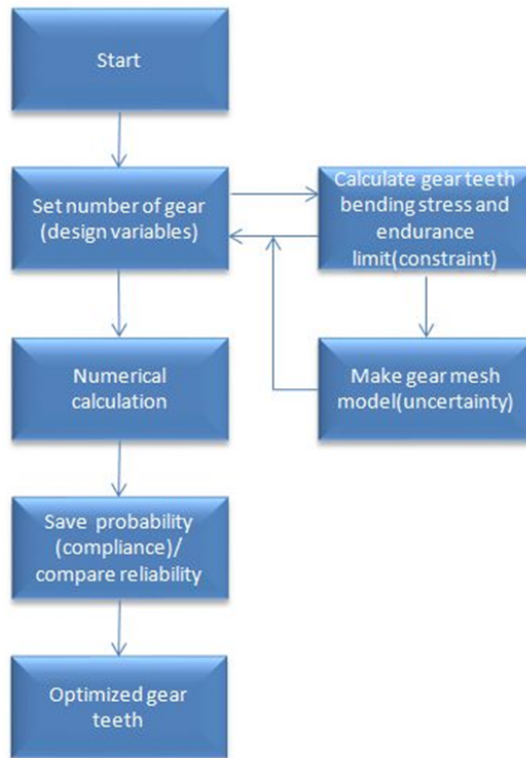 Start
Set number of gear
(design variables)
Calculate gear teeth
bending stress and
endurance
limit(constraint)
Numerical
calculation
Make gear mesh
model(uncertainty)
Save probability
(compliance)/
compare reliability
Optimized gear
teeth